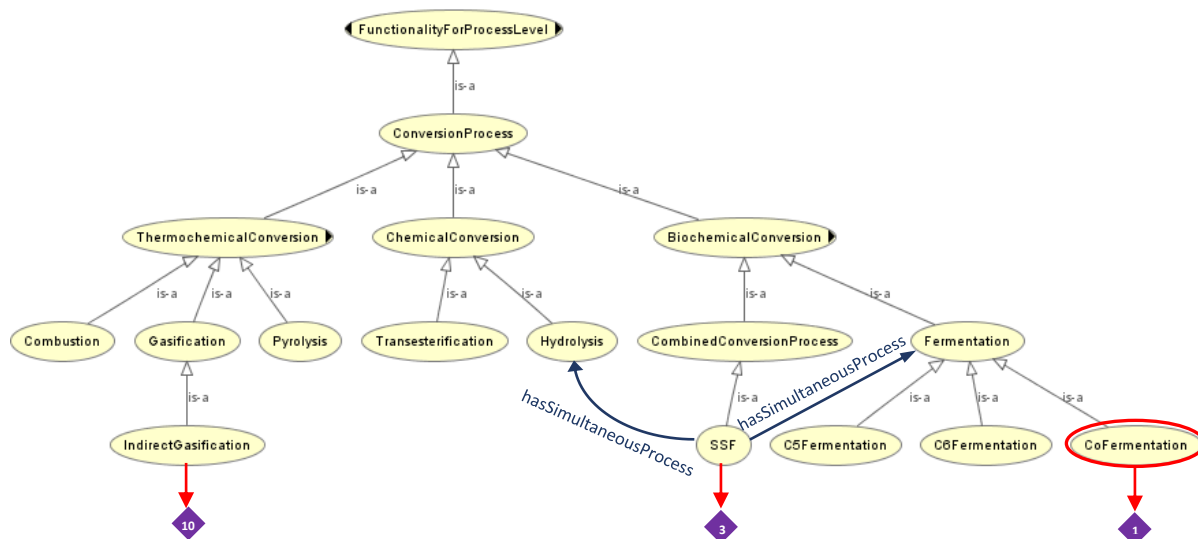 FunctionalityForProcessLevel
is-a
ConversionProcess
is-a
is-a
is-a
ThermochemicalConversion
ChemicalConversion
BiochemicalConversion
is-a
is-a
is-a
is-a
is-a
is-a
is-a
Combustion
Gasification
Pyrolysis
Transesterification
Hydrolysis
CombinedConversionProcess
Fermentation
hasSimultaneousProcess
hasSimultaneousProcess
is-a
is-a
is-a
is-a
is-a
IndirectGasification
SSF
C5Fermentation
C6Fermentation
CoFermentation
10
3
1